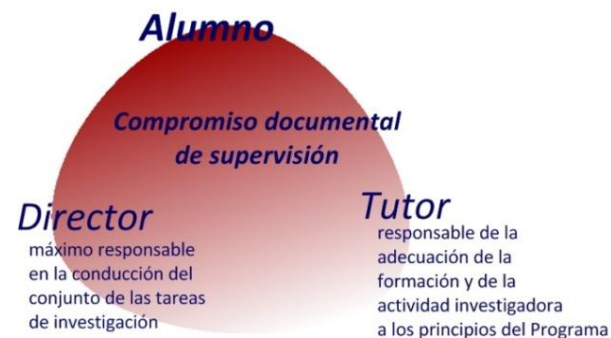 Alumno
Compromiso documental
de supervisión
Director
máximo responsable
en la conducción del
conjunto de las tareas
de investigación
Tutor
responsable de la
adecuación de la
formación y de la
actividad investigadora
a los principios del Programa